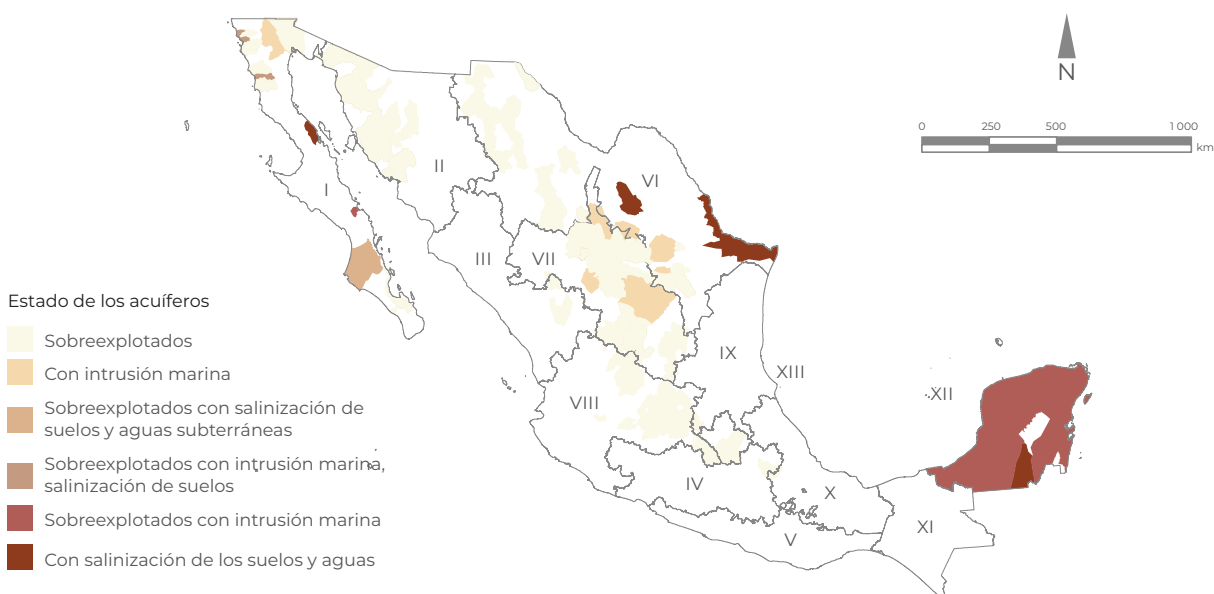 N
0 250 500 1 000
km
I
II
III
IV
V
VI
VII
VIII
IX
X
XI
XII
XIII
Estado de los acuíferos
Sobreexplotados
Con intrusión marina
Sobreexplotados con salinización de
suelos y aguas subterráneas
Sobreexplotados con intrusión marina,
salinización de suelos
Sobreexplotados con intrusión marina
Con salinización de los suelos y aguas